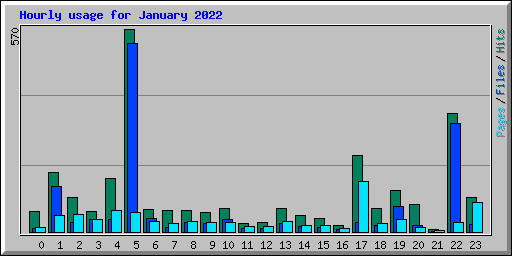 Hourly usage for January 2022
570
Pages/Files/Hits
0 1 2 3 4 5 6 7 8 9 10 11 12 13 14 15 16 17 18 19 20 21 22 23